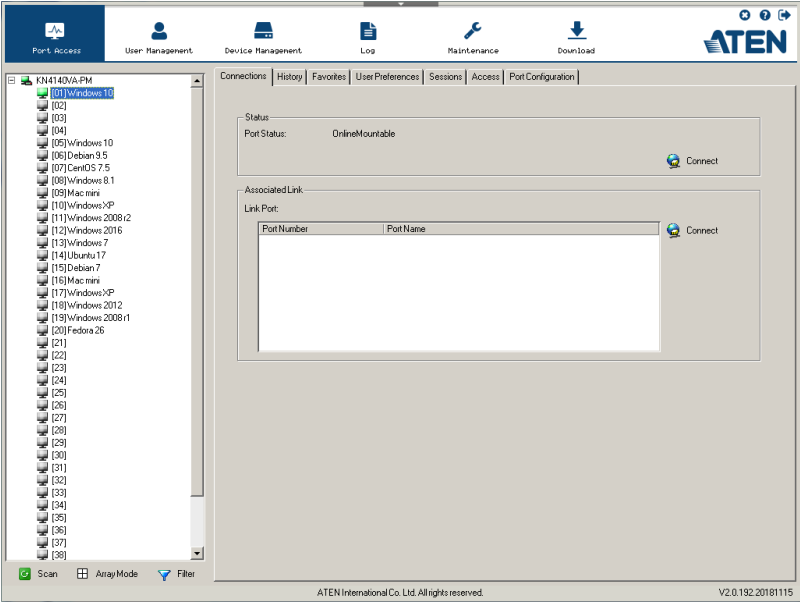 Port Access
User Management
Device Management
Log
Maintenance
Download
ATEN
KN4140VA-PM
[01]Windows 10
[02]
[03]
[04]
[05]Windows 10
[06]Debian 9.5
[07]CentOS 7.5
[08]Windows 8.1
[09]Mac mini
[10]WindowsXP
[11]Windows 2008 r2
[12]Windows 2016
[13]Windows 7
[14]Ubuntu 17
[15]Debian 7
[16]Mac mini
[17]WindowsXP
[18]Windows 2012
[19]Windows 2008 r1
[20]Fedora 26
[21]
[22]
[23]
[24]
[25]
[26]
[27]
[28]
[29]
[30]
[31]
[32]
[33]
[34]
[35]
[36]
[37]
[38]
Scan Array Mode Filter
Connections History Favorites User Preferences Sessions Access Port Configuration
Status
Port Status: OnlineMountable
Connect
Associated Link
Link Port:
Port Number Port Name
Connect
ATEN International Co. Ltd. All rights reserved.
V2.0.192.20181115